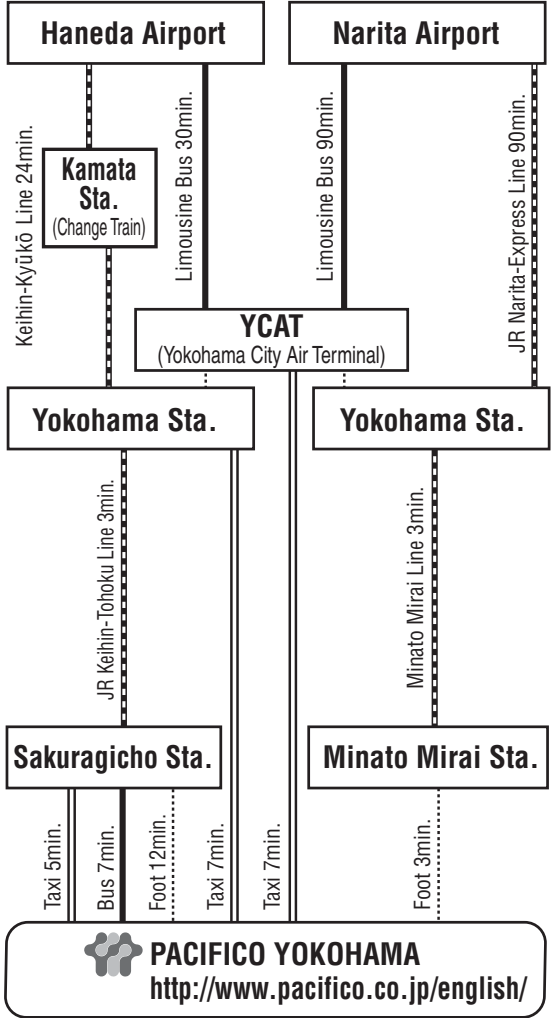 Haneda Airport
Narita Airport
Keihin-Kyūkō Line 24min.
Kamata
Sta.
(Change Train)
Limousine Bus 30min.
Limousine Bus 90min.
JR Narita-Express Line 90min.
YCAT
(Yokohama City Air Terminal)
Yokohama Sta.
Yokohama Sta.
JR Keihin-Tohoku Line 3min.
Minato Mirai Line 3min.
Sakuragicho Sta.
Minato Mirai Sta.
Taxi 5min.
Bus 7min.
Foot 12min.
Taxi 7min.
Taxi 7min.
Foot 3min.
PACIFICO YOKOHAMA
http://www.pacifico.co.jp/english/